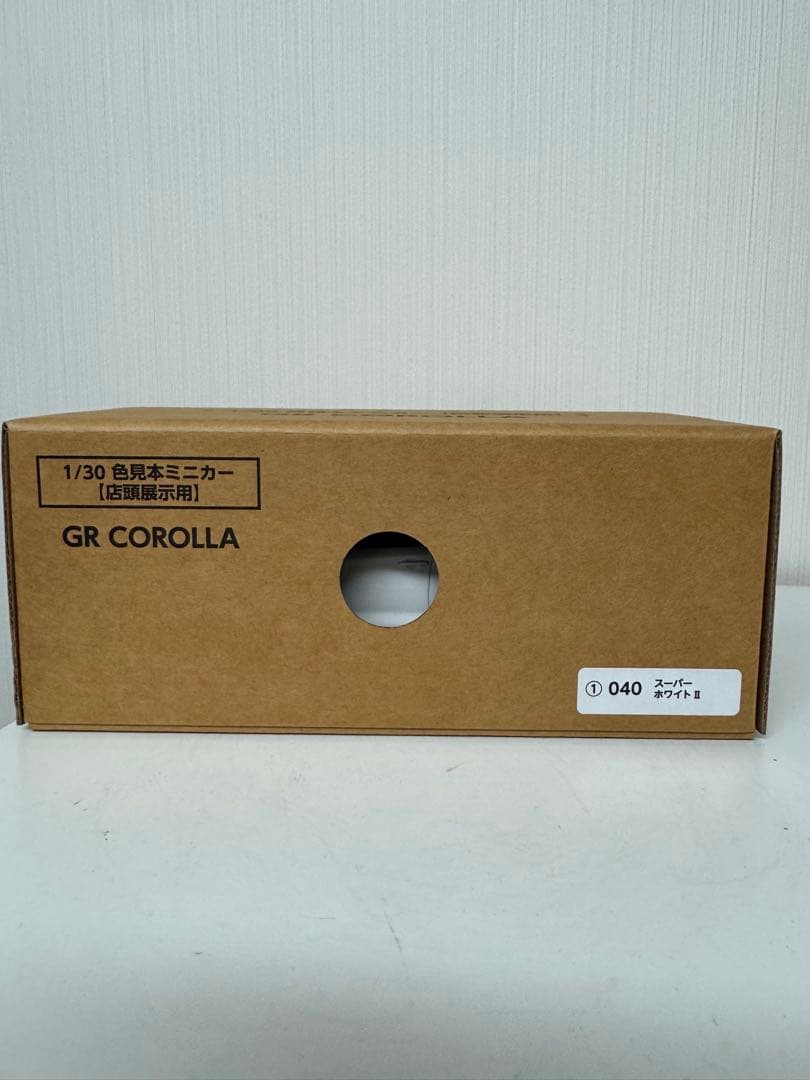 1/30 色見本ミニカー
【店頭展示用】
GR COROLLA
① 040 スーパー
ホワイトⅡ